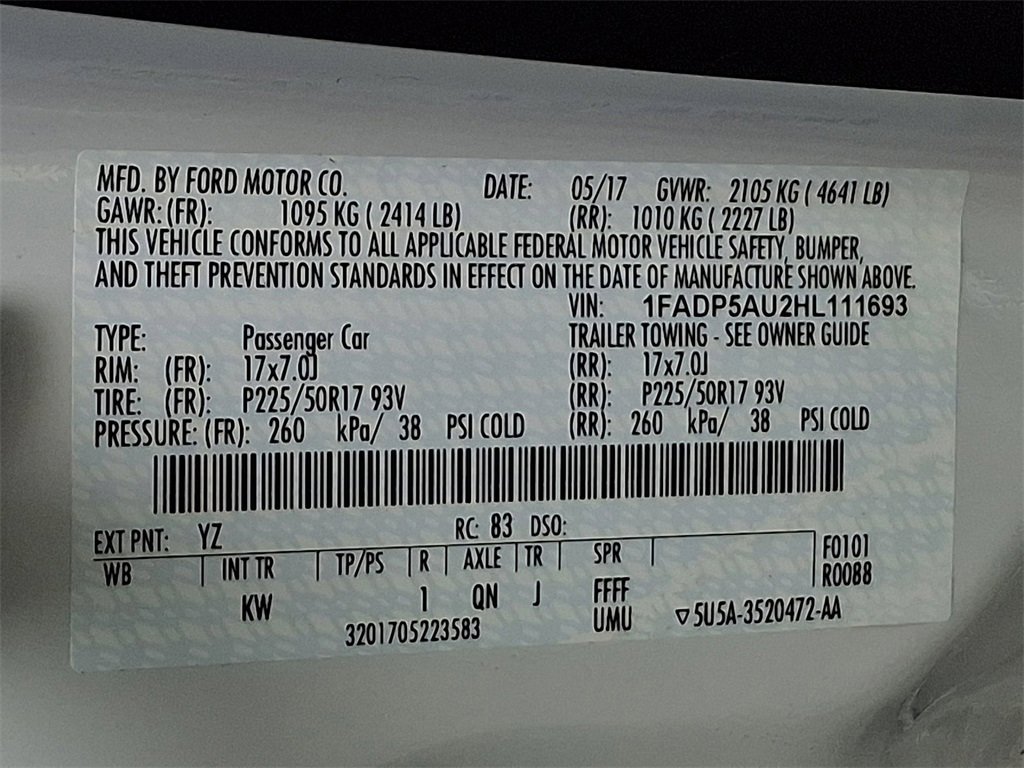 MFD. BY FORD MOTOR CO. DATE: 05/17 GVWR: 2105 KG ( 4641 LB)
GAWR: (FR): 1095 KG ( 2414 LB) (RR): 1010 KG ( 2227 LB)
THIS VEHICLE CONFORMS TO ALL APPLICABLE FEDERAL MOTOR VEHICLE SAFETY, BUMPER,
AND THEFT PREVENTION STANDARDS IN EFFECT ON THE DATE OF MANUFACTURE SHOWN ABOVE.
VIN: 1FADP5AU2HL111693
TYPE: Passenger Car TRAILER TOWING - SEE OWNER GUIDE
RIM: (FR): 17x7.0J (RR): 17x7.0J
TIRE: (FR): P225/50R17 93V (RR): P225/50R17 93V
PRESSURE: (FR): 260 kPa/ 38 PSI COLD (RR): 260 kPa/ 38 PSI COLD
EXT PNT: YZ RC: 83 DSO:
WB | INT TR | TP/PS | R | AXLE | TR | SPR | F0101
R0088
KW 1 QN J FFFF
3201705223583 UMU ▽5U5A-3520472-AA